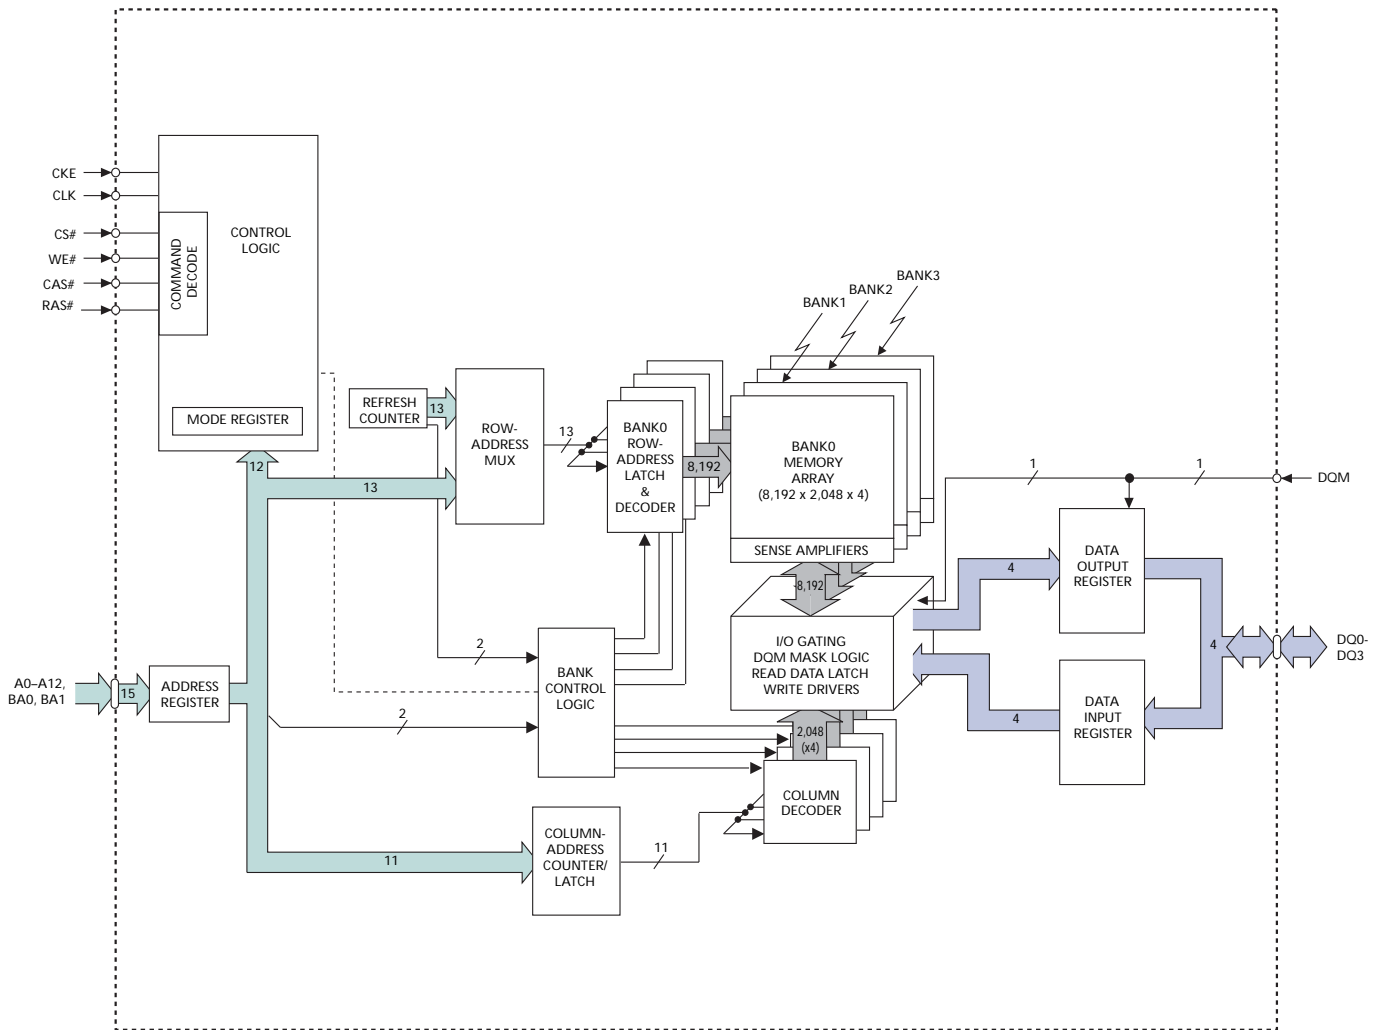 CKE
CLK
CS#
WE#
CAS#
RAS#
COMMAND
DECODE
CONTROL
LOGIC
MODE REGISTER
12
REFRESH
COUNTER
13
13
ROW-
ADDRESS
MUX
13
BANK0
ROW-
ADDRESS
LATCH
&
DECODER
8,192
BANK1
BANK2
BANK3
BANK0
MEMORY
ARRAY
(8,192 x 2,048 x 4)
SENSE AMPLIFIERS
8,192
I/O GATING
DQM MASK LOGIC
READ DATA LATCH
WRITE DRIVERS
2,048
(x4)
COLUMN
DECODER
A0–A12,
BA0, BA1
15
ADDRESS
REGISTER
2
2
BANK
CONTROL
LOGIC
11
COLUMN-
ADDRESS
COUNTER/
LATCH
11
1
1
DQM
4
DATA
OUTPUT
REGISTER
4
DATA
INPUT
REGISTER
4
DQ0-
DQ3